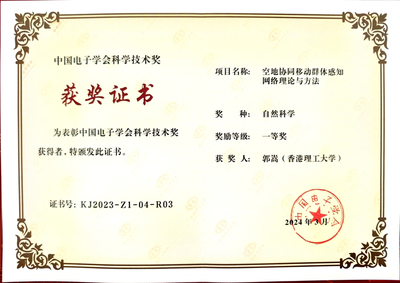 中国电子学会科学技术奖
获奖证书
为表彰中国电子学会科学技术奖
获得者，特颁发此证书。
证书号：KJ2023-Z1-04-R03
项目名称：空地协同移动群体感知
网络理论与方法
奖种：自然科学
奖励等级：一等奖
获奖人：郭嵩（香港理工大学）
中国电子学会
2024年3月